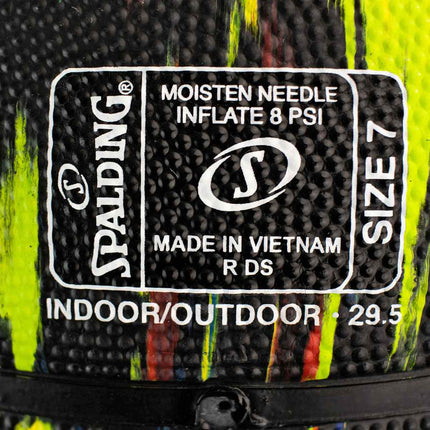 SPALDING®
S
MOISTEN NEEDLE
INFLATE 8 PSI
S
MADE IN VIETNAM
R DS
SIZE 7
INDOOR/OUTDOOR · 29.5